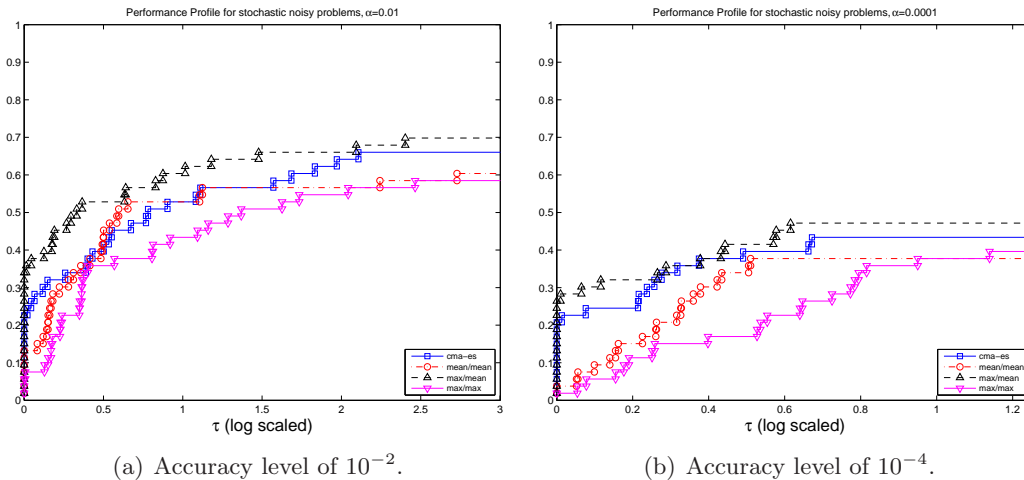 Performance Profile for stochastic noisy problems, α=0.01
1
0.9
0.8
0.7
0.6
0.5
0.4
0.3
0.2
0.1
0
0
0.5
1
1.5
2
2.5
3
cma−es
mean/mean
max/mean
max/max
τ (log scaled)
(a) Accuracy level of 10⁻².
Performance Profile for stochastic noisy problems, α=0.0001
1
0.9
0.8
0.7
0.6
0.5
0.4
0.3
0.2
0.1
0
0
0.2
0.4
0.6
0.8
1
1.2
cma−es
mean/mean
max/mean
max/max
τ (log scaled)
(b) Accuracy level of 10⁻⁴.